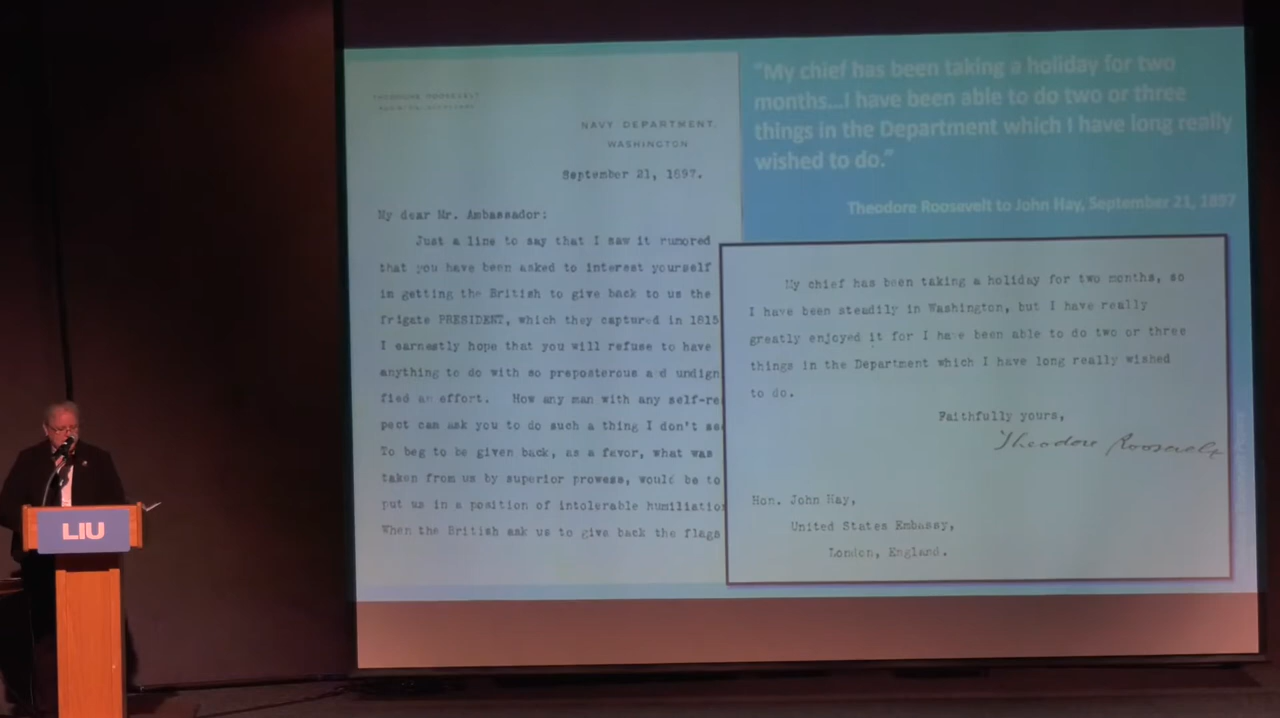 THEODORE ROOSEVELT
NAVY DEPARTMENT,
WASHINGTON
September 21, 1897.
My dear Mr. Ambassador:
Just a line to say that I saw it rumored
that you have been asked to interest yourself
in getting the British to give back to us the
frigate PRESIDENT, which they captured in 1815
I earnestly hope that you will refuse to have
anything to do with so preposterous a d undign
fied an effort. How any man with any self-re
pect can ask you to do such a thing I don't se
To beg to be given back, as a favor, what was
taken from us by superior prowess, would be to
put us in a position of intolerable humiliatio
When the British ask us to give back the flags
"My chief has been taking a holiday for two
months...I have been able to do two or three
things in the Department which I have long really
wished to do."
Theodore Roosevelt to John Hay, September 21, 1897
My chief has been taking a holiday for two months, so
I have been steadily in Washington, but I have really
greatly enjoyed it for I have been able to do two or three
things in the Department which I have long really wished
to do.
Faithfully yours,
Theodore Roosevelt
Hon. John Hay,
United States Embassy,
London, England.
LIU